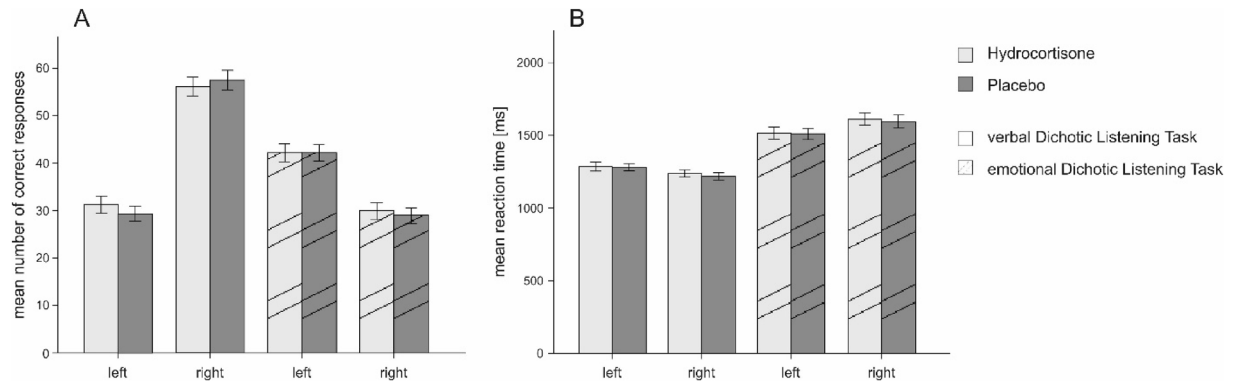 A
mean number of correct responses
60
50
40
30
20
10
0
left right left right
B
mean reaction time [ms]
2000
1500
1000
500
0
left right left right
Hydrocortisone
Placebo
verbal Dichotic Listening Task
emotional Dichotic Listening Task